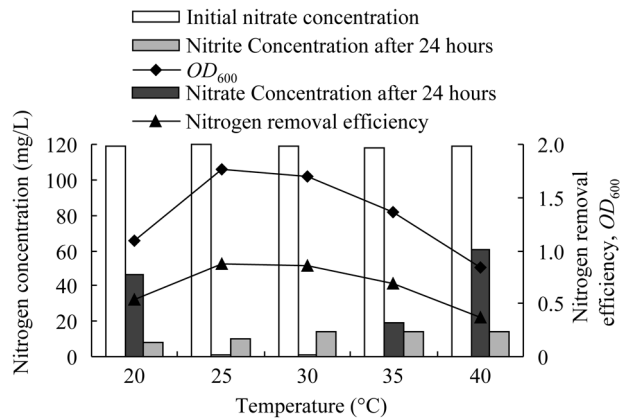 Initial nitrate concentration
Nitrite Concentration after 24 hours
OD600
Nitrate Concentration after 24 hours
Nitrogen removal efficiency
Nitrogen concentration (mg/L)
120
100
80
60
40
20
0
2.0
1.5
1.0
0.5
0
Nitrogen removal
efficiency, OD600
20
25
30
35
40
Temperature (°C)